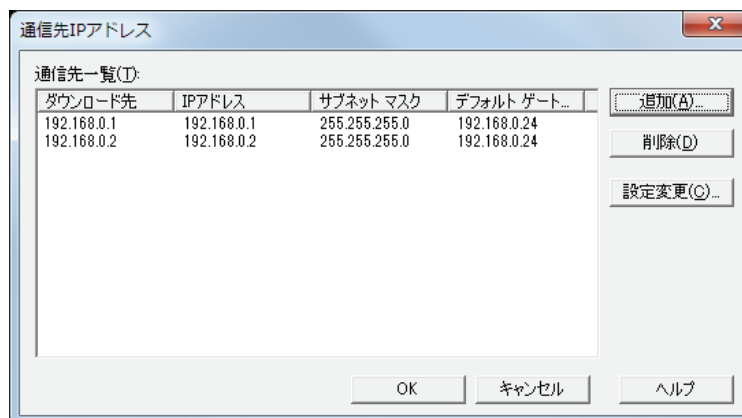 通信先IPアドレス
通信先一覧(T):
ダウンロード先 IPアドレス サブネット マスク デフォルト ゲート...
192.168.0.1 192.168.0.1 255.255.255.0 192.168.0.24
192.168.0.2 192.168.0.2 255.255.255.0 192.168.0.24
追加(A)...
削除(D)
設定変更(C)...
OK キャンセル ヘルプ